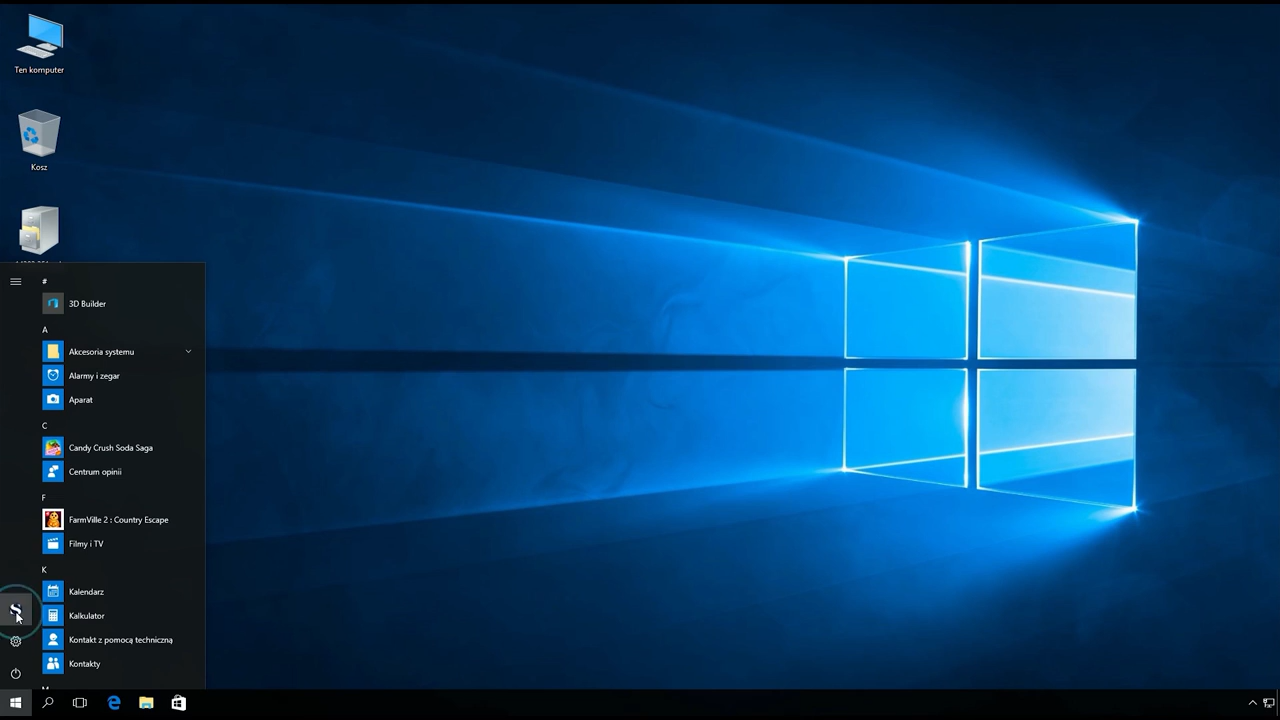 Ten komputer
Kosz
#
3D Builder
A
Akcesoria systemu
Alarmy i zegar
Aparat
C
Candy Crush Soda Saga
Centrum opinii
F
FarmVille 2 : Country Escape
Filmy i TV
K
Kalendarz
Kalkulator
Kontakt z pomocą techniczną
Kontakty